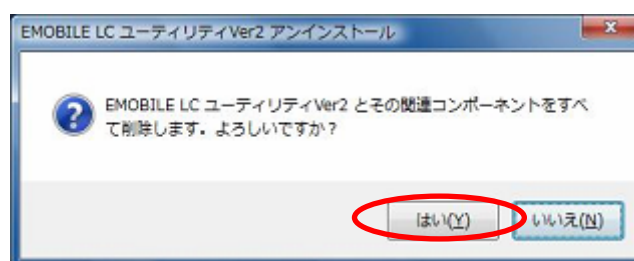 EMOBILE LC ユーティリティVer2 アンインストール
EMOBILE LC ユーティリティVer2 とその関連コンポーネントをすべ
て削除します。よろしいですか？
はい(Y)
いいえ(N)